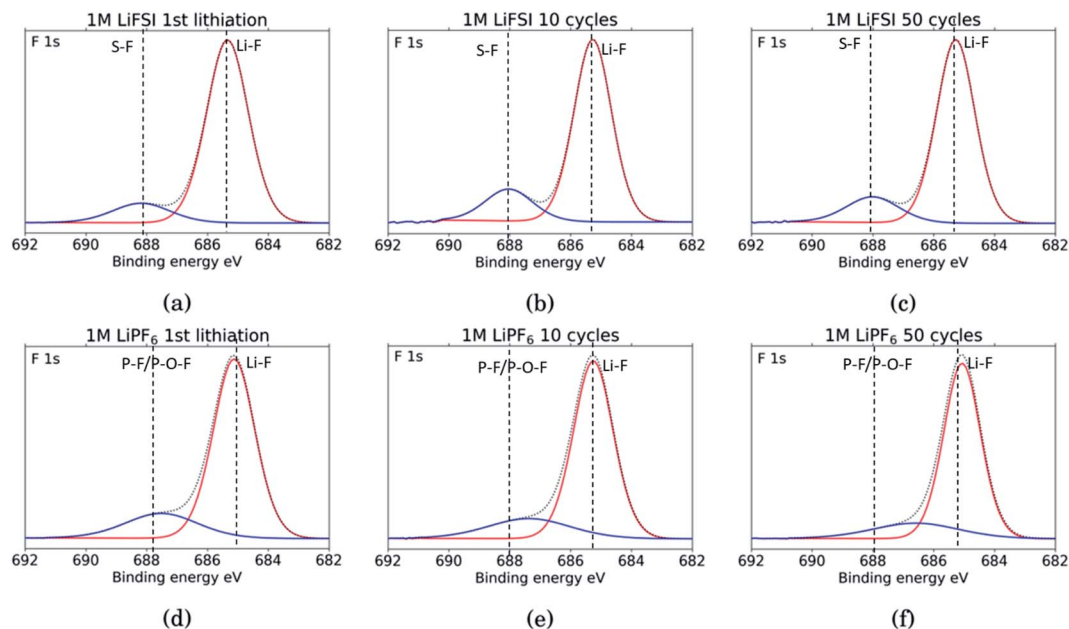 1M LiFSI 1st lithiation
F 1s
S-F
Li-F
692 690 688 686 684 682
Binding energy eV
(a)
1M LiFSI 10 cycles
F 1s
S-F
Li-F
692 690 688 686 684 682
Binding energy eV
(b)
1M LiFSI 50 cycles
F 1s
S-F
Li-F
692 690 688 686 684 682
Binding energy eV
(c)
1M LiPF₆ 1st lithiation
F 1s
P-F/P-O-F
Li-F
692 690 688 686 684 682
Binding energy eV
(d)
1M LiPF₆ 10 cycles
F 1s
P-F/P-O-F
Li-F
692 690 688 686 684 682
Binding energy eV
(e)
1M LiPF₆ 50 cycles
F 1s
P-F/P-O-F
Li-F
692 690 688 686 684 682
Binding energy eV
(f)